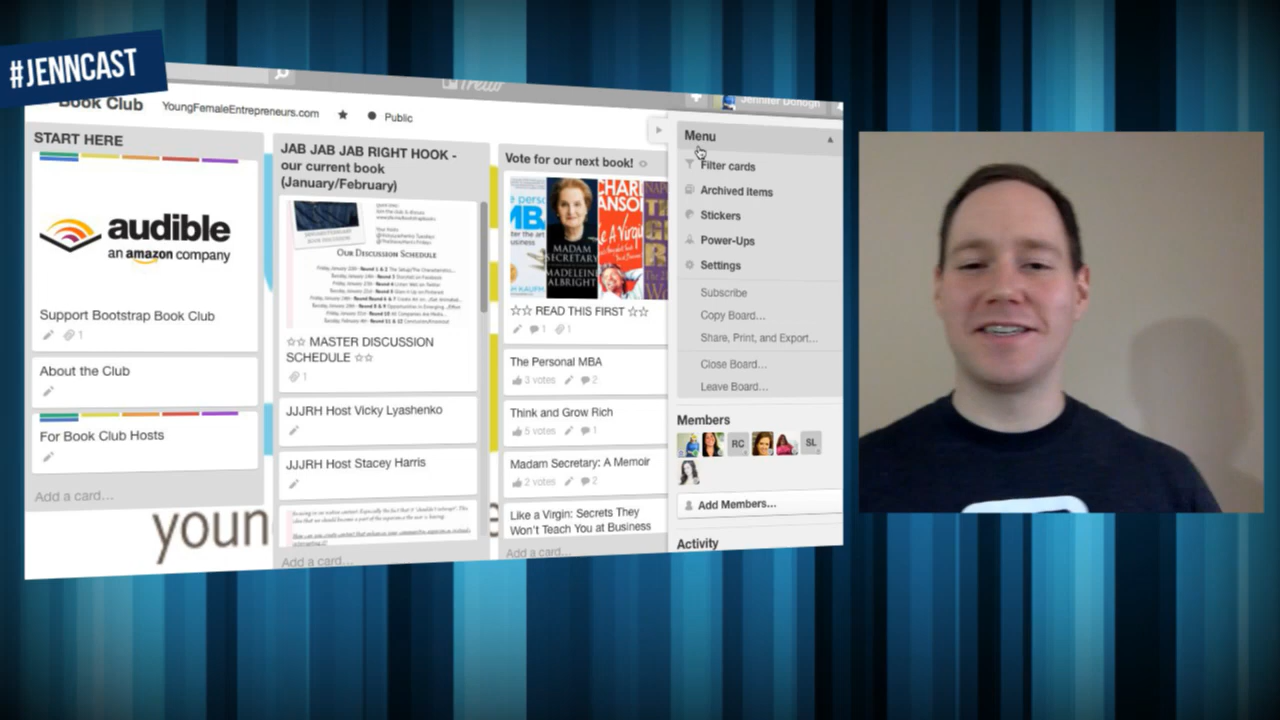 #JENNCAST
Trello
Book Club YoungFemaleEntrepreneurs.com ★ ● Public
Jennifer Donogh
START HERE
audible
an amazon company
Support Bootstrap Book Club
1
About the Club
For Book Club Hosts
Add a card…
JAB JAB JAB RIGHT HOOK -
our current book
(January/February)
OUR DISCUSSION SCHEDULE
☆☆ MASTER DISCUSSION
SCHEDULE ☆☆
1
JJJRH Host Vicky Lyashenko
JJJRH Host Stacey Harris
Add a card…
Vote for our next book!
MADAM
SECRETARY
MADELEINE
ALBRIGHT
☆☆ READ THIS FIRST ☆☆
1 1
The Personal MBA
3 votes 2
Think and Grow Rich
5 votes 1
Madam Secretary: A Memoir
2 votes 2
Like a Virgin: Secrets They
Won't Teach You at Business
Add a card…
Menu
Filter cards
Archived items
Stickers
Power-Ups
Settings
Subscribe
Copy Board…
Share, Print, and Export…
Close Board…
Leave Board…
Members
RC SL
Add Members…
Activity
youn